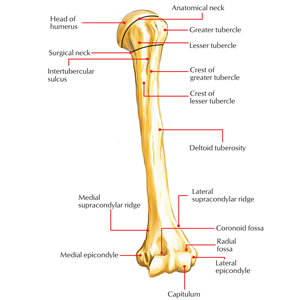 Anatomical neck
Head of
humerus
Greater tubercle
Lesser tubercle
Surgical neck
Intertubercular
sulcus
Crest of
greater tubercle
Crest of
lesser tubercle
Deltoid tuberosity
Medial
supracondylar ridge
Lateral
supracondylar ridge
Coronoid fossa
Radial
fossa
Medial epicondyle
Lateral
epicondyle
Capitulum